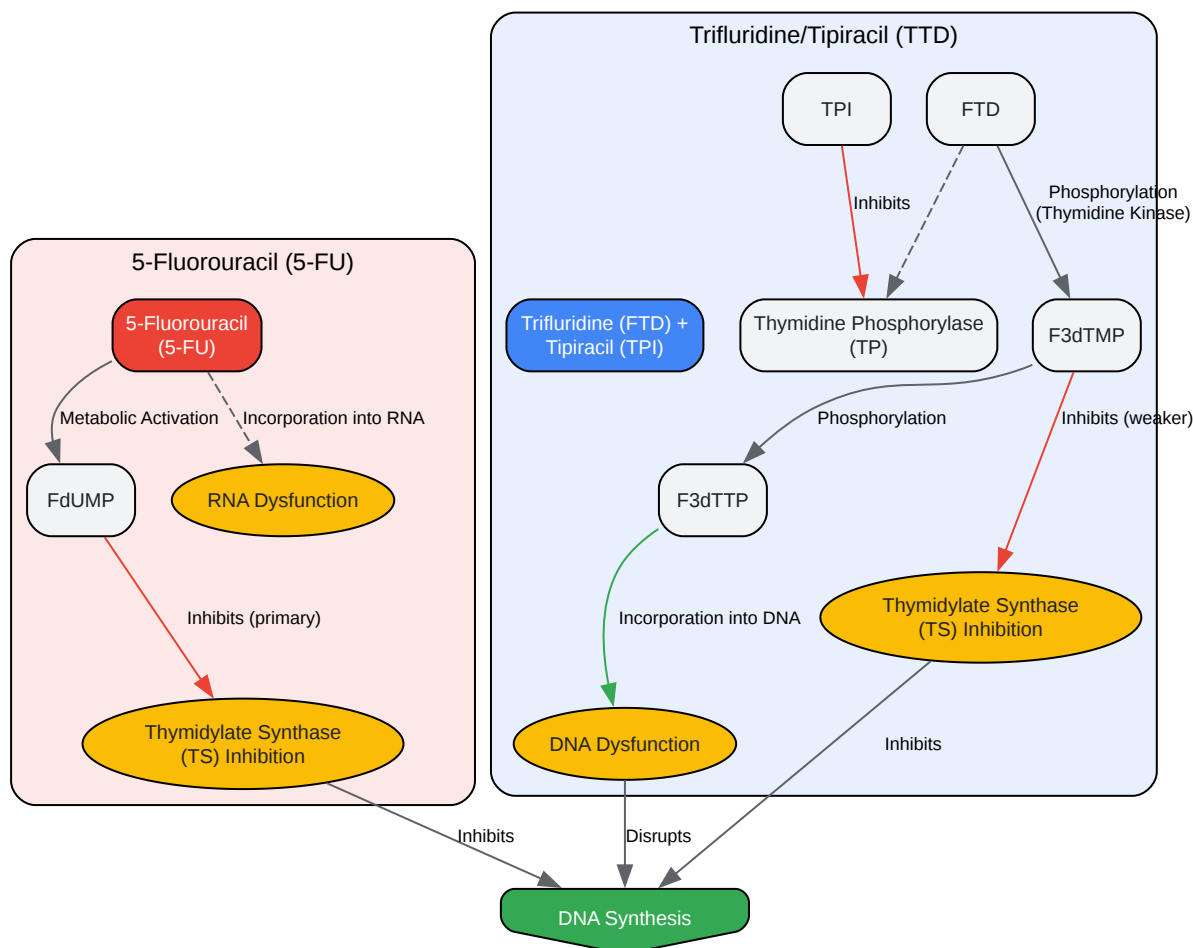 Trifluridine/Tipiracil (TTD)
TPI
FTD
Inhibits
Phosphorylation
(Thymidine Kinase)
5-Fluorouracil (5-FU)
5-Fluorouracil
(5-FU)
Trifluridine (FTD) +
Tipiracil (TPI)
Thymidine Phosphorylase
(TP)
F3dTMP
Metabolic Activation
Incorporation into RNA
Phosphorylation
Inhibits (weaker)
FdUMP
RNA Dysfunction
F3dTTP
Inhibits (primary)
Incorporation into DNA
Thymidylate Synthase
(TS) Inhibition
Thymidylate Synthase
(TS) Inhibition
DNA Dysfunction
Inhibits
Inhibits
Disrupts
DNA Synthesis